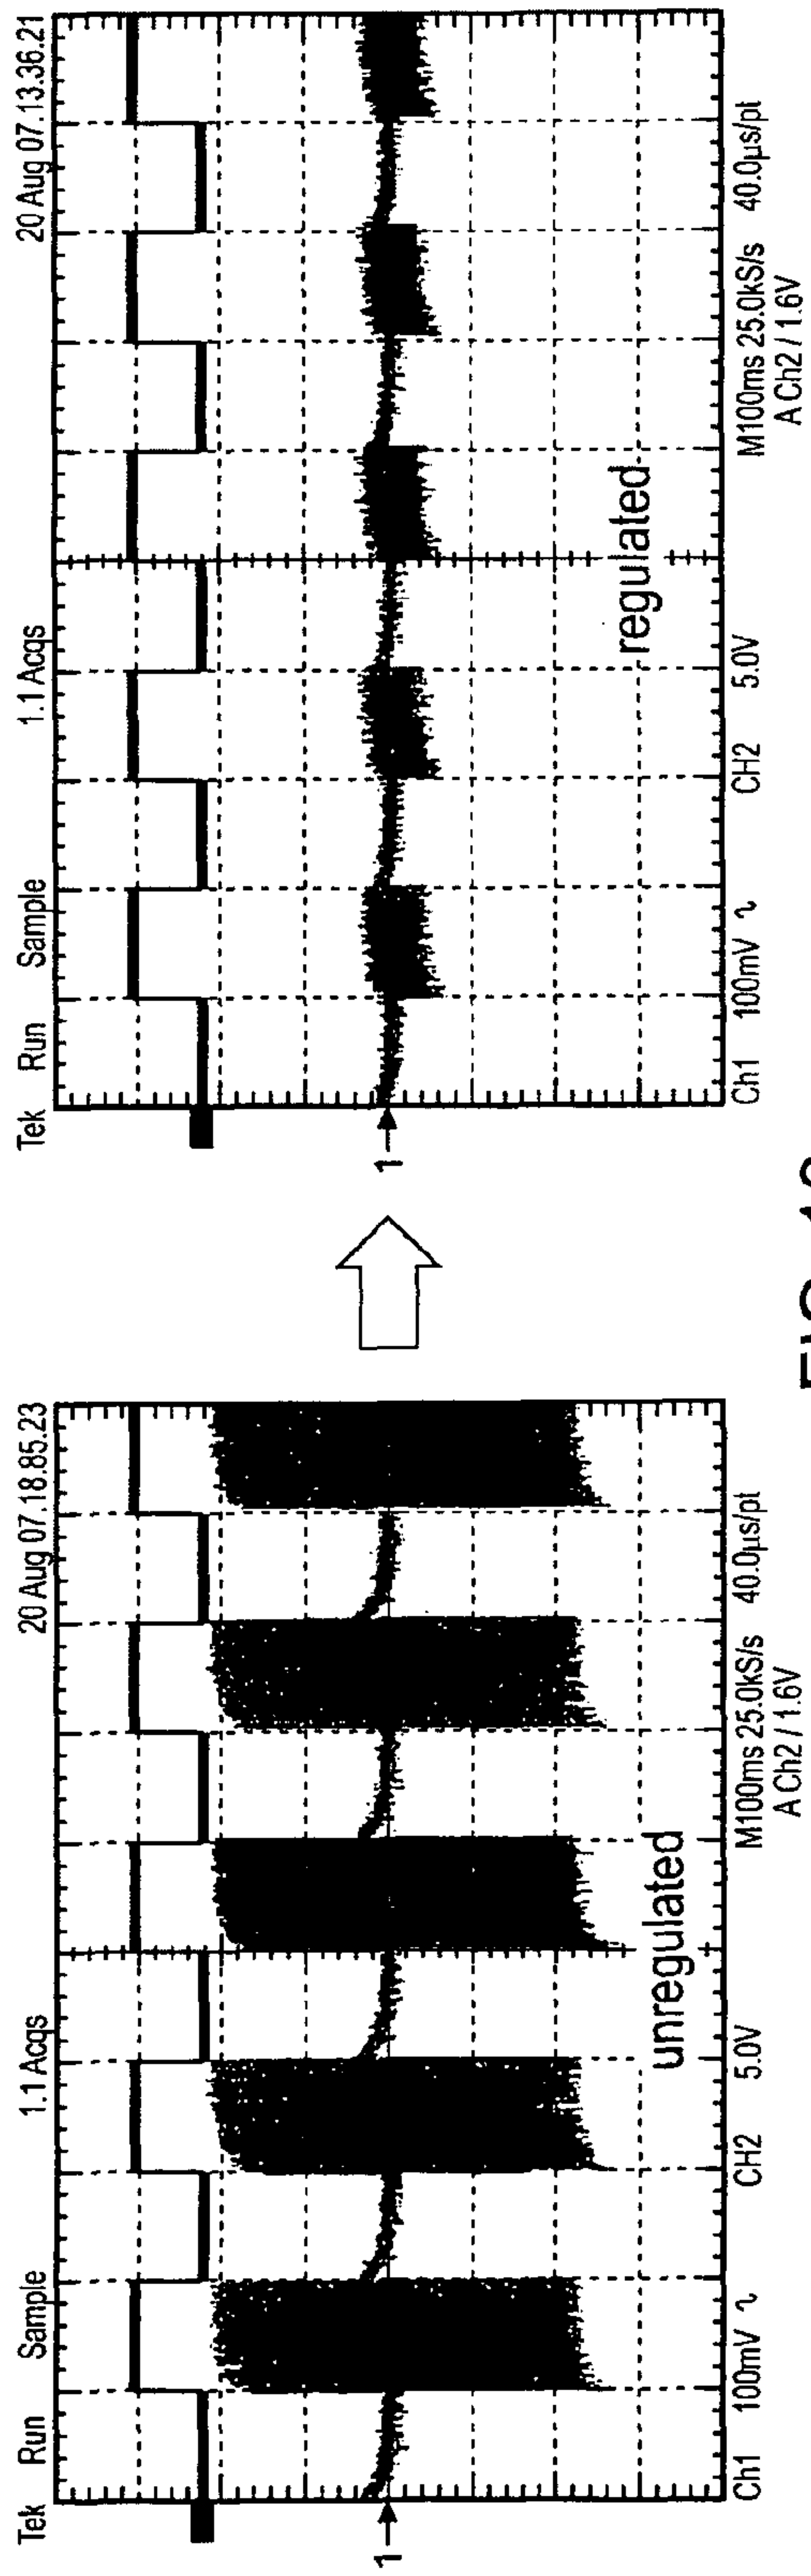 Tek Run Sample 1.1 Acqs 20 Aug 07.18.85.23
1
unregulated
Ch1 100mV CH2 5.0V M100ms 25.0kS/s 40.0µs/pt
A Ch2 / 1.6V
Tek Run Sample 1.1 Acqs 20 Aug 07.13.36.21
1
regulated
Ch1 100mV CH2 5.0V M100ms 25.0kS/s 40.0µs/pt
A Ch2 / 1.6V